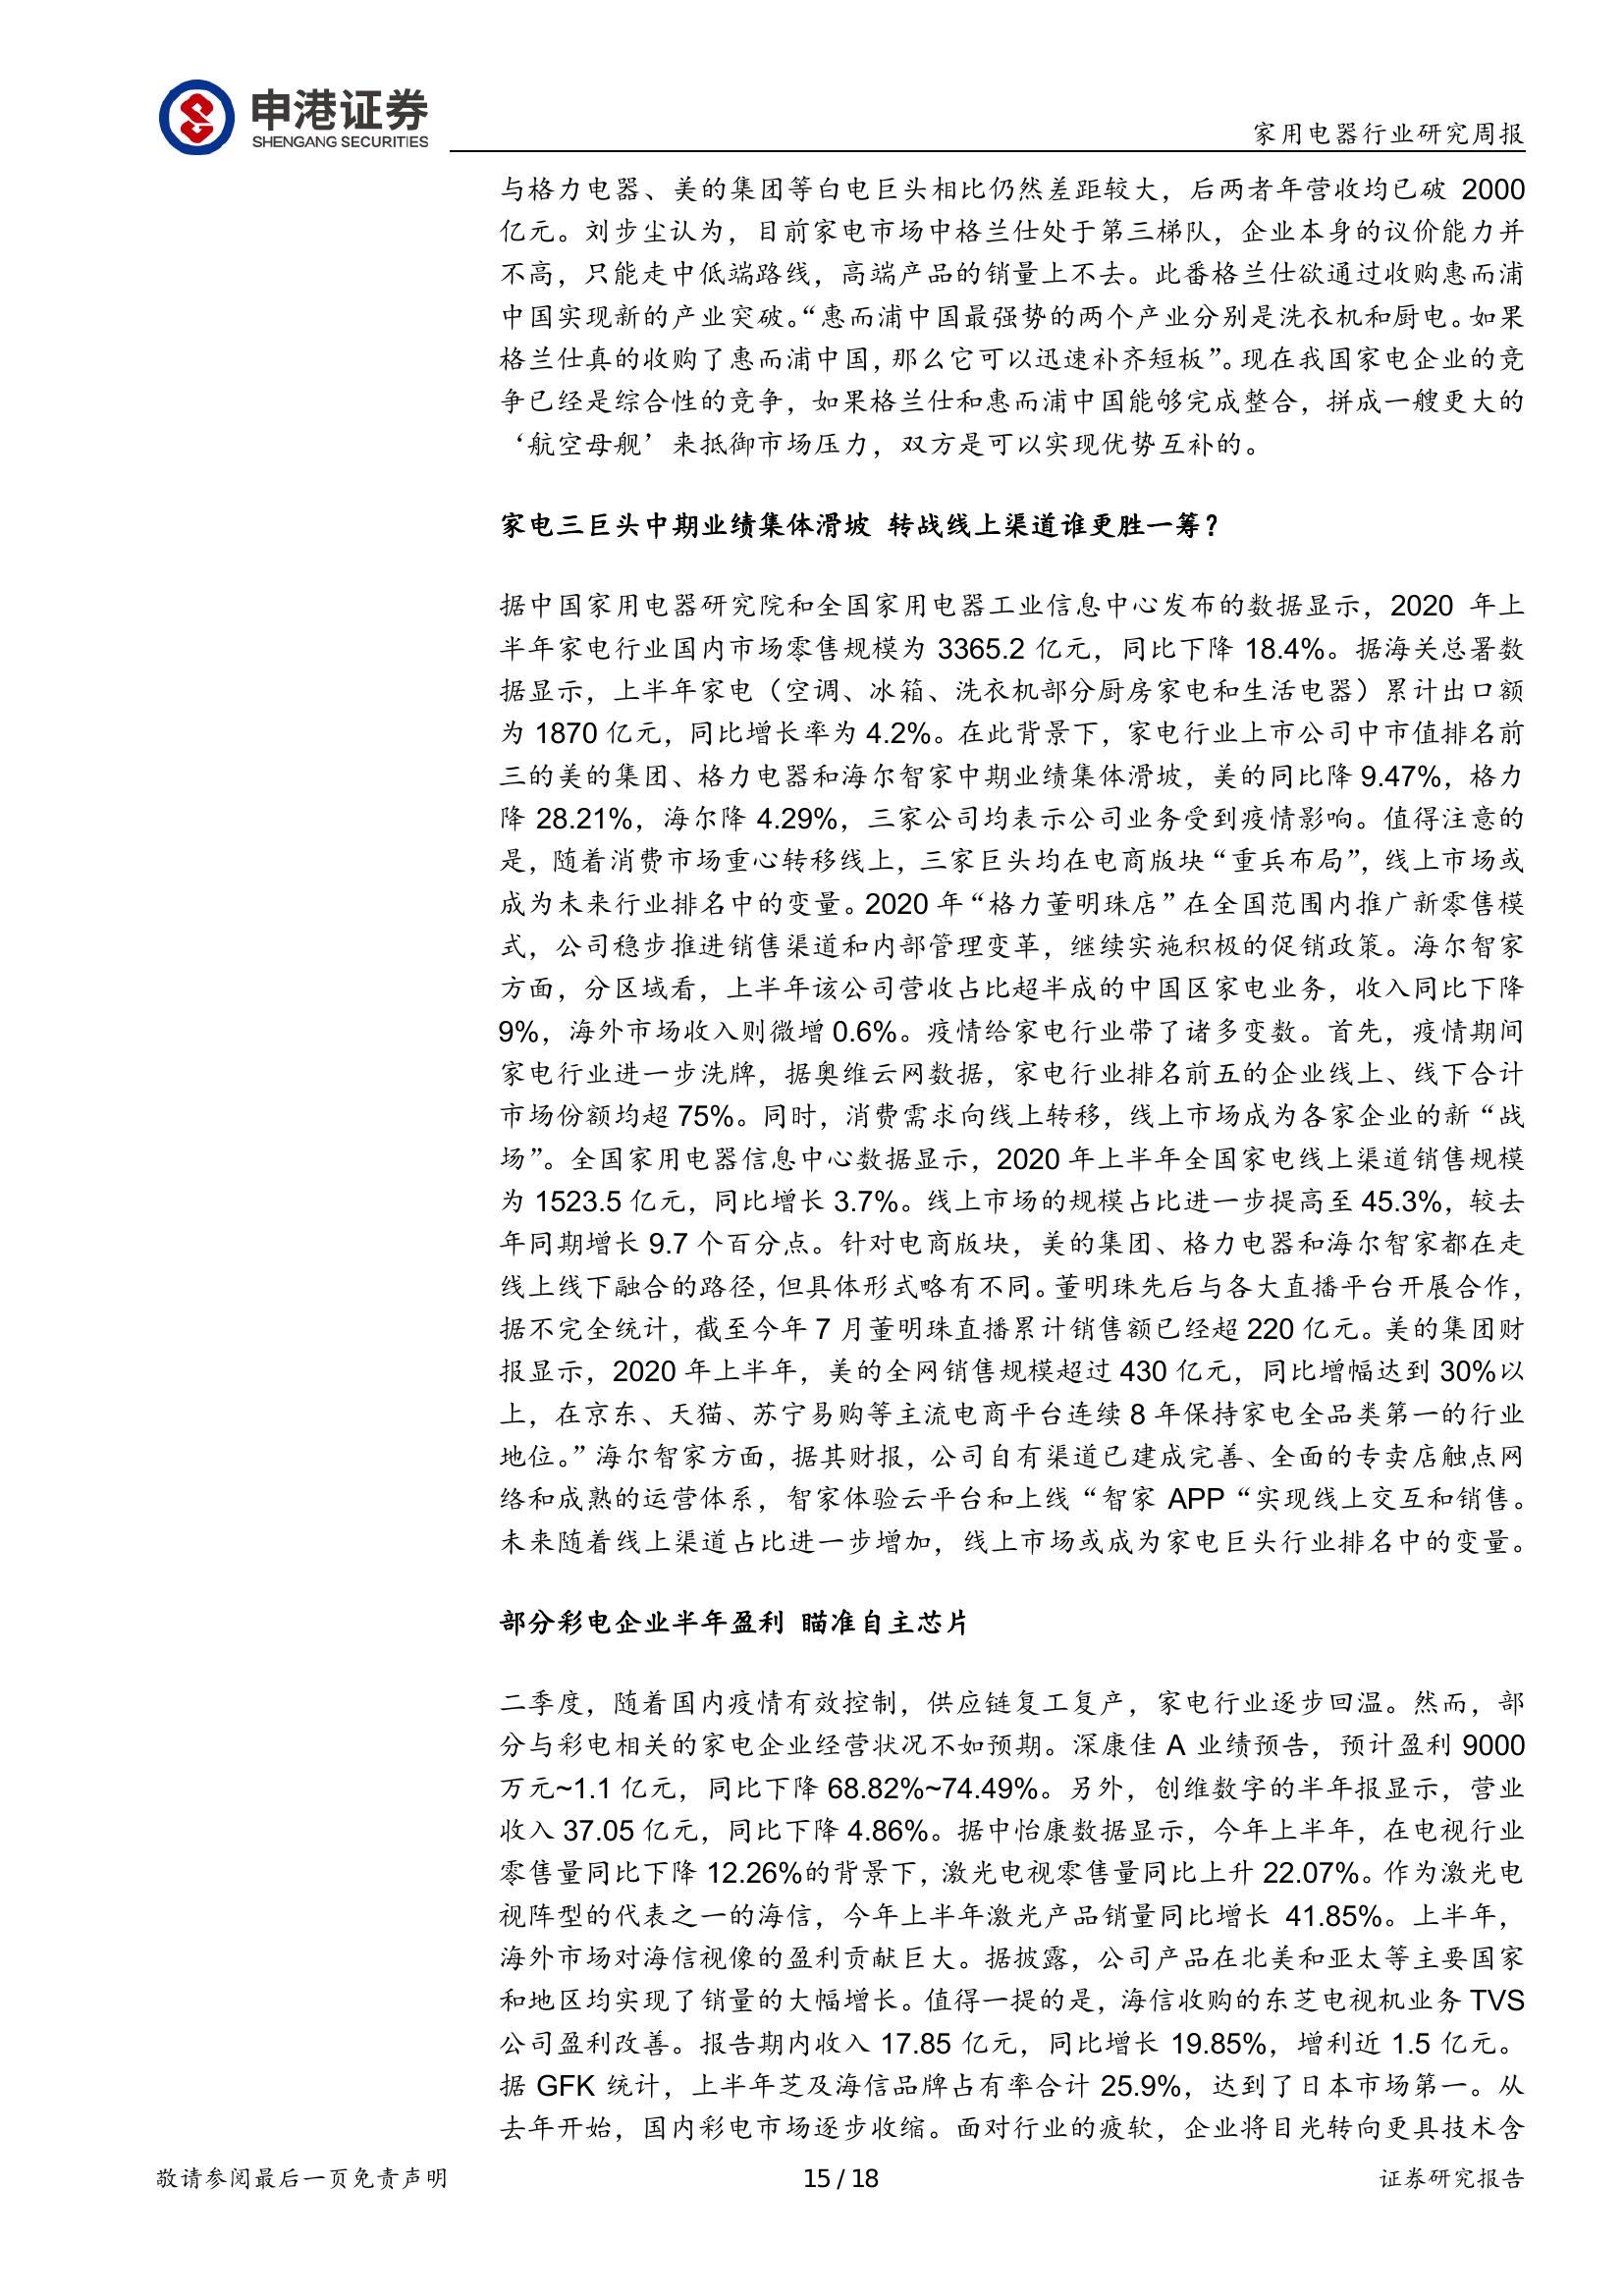 申港证券
SHENGANG SECURITIES
家用电器行业研究周报
与格力电器、美的集团等白电巨头相比仍然差距较大，后两者年营收均已破 2000
亿元。刘步尘认为，目前家电市场中格兰仕处于第三梯队，企业本身的议价能力并
不高，只能走中低端路线，高端产品的销量上不去。此番格兰仕欲通过收购惠而浦
中国实现新的产业突破。“惠而浦中国最强势的两个产业分别是洗衣机和厨电。如果
格兰仕真的收购了惠而浦中国，那么它可以迅速补齐短板”。现在我国家电企业的竞
争已经是综合性的竞争，如果格兰仕和惠而浦中国能够完成整合，拼成一艘更大的
‘航空母舰’来抵御市场压力，双方是可以实现优势互补的。
家电三巨头中期业绩集体滑坡 转战线上渠道谁更胜一筹？
据中国家用电器研究院和全国家用电器工业信息中心发布的数据显示，2020 年上
半年家电行业国内市场零售规模为 3365.2 亿元，同比下降 18.4%。据海关总署数
据显示，上半年家电（空调、冰箱、洗衣机部分厨房家电和生活电器）累计出口额
为 1870 亿元，同比增长率为 4.2%。在此背景下，家电行业上市公司中市值排名前
三的美的集团、格力电器和海尔智家中期业绩集体滑坡，美的同比降 9.47%，格力
降 28.21%，海尔降 4.29%，三家公司均表示公司业务受到疫情影响。值得注意的
是，随着消费市场重心转移线上，三家巨头均在电商版块“重兵布局”，线上市场或
成为未来行业排名中的变量。2020 年“格力董明珠店”在全国范围内推广新零售模
式，公司稳步推进销售渠道和内部管理变革，继续实施积极的促销政策。海尔智家
方面，分区域看，上半年该公司营收占比超半成的中国区家电业务，收入同比下降
9%，海外市场收入则微增 0.6%。疫情给家电行业带了诸多变数。首先，疫情期间
家电行业进一步洗牌，据奥维云网数据，家电行业排名前五的企业线上、线下合计
市场份额均超 75%。同时，消费需求向线上转移，线上市场成为各家企业的新“战
场”。全国家用电器信息中心数据显示，2020 年上半年全国家电线上渠道销售规模
为 1523.5 亿元，同比增长 3.7%。线上市场的规模占比进一步提高至 45.3%，较去
年同期增长 9.7 个百分点。针对电商版块，美的集团、格力电器和海尔智家都在走
线上线下融合的路径，但具体形式略有不同。董明珠先后与各大直播平台开展合作，
据不完全统计，截至今年 7 月董明珠直播累计销售额已经超 220 亿元。美的集团财
报显示，2020 年上半年，美的全网销售规模超过 430 亿元，同比增幅达到 30%以
上，在京东、天猫、苏宁易购等主流电商平台连续 8 年保持家电全品类第一的行业
地位。”海尔智家方面，据其财报，公司自有渠道已建成完善、全面的专卖店触点网
络和成熟的运营体系，智家体验云平台和上线“智家 APP“实现线上交互和销售。
未来随着线上渠道占比进一步增加，线上市场或成为家电巨头行业排名中的变量。
部分彩电企业半年盈利 瞄准自主芯片
二季度，随着国内疫情有效控制，供应链复工复产，家电行业逐步回温。然而，部
分与彩电相关的家电企业经营状况不如预期。深康佳 A 业绩预告，预计盈利 9000
万元~1.1 亿元，同比下降 68.82%~74.49%。另外，创维数字的半年报显示，营业
收入 37.05 亿元，同比下降 4.86%。据中怡康数据显示，今年上半年，在电视行业
零售量同比下降 12.26%的背景下，激光电视零售量同比上升 22.07%。作为激光电
视阵型的代表之一的海信，今年上半年激光产品销量同比增长 41.85%。上半年，
海外市场对海信视像的盈利贡献巨大。据披露，公司产品在北美和亚太等主要国家
和地区均实现了销量的大幅增长。值得一提的是，海信收购的东芝电视机业务 TVS
公司盈利改善。报告期内收入 17.85 亿元，同比增长 19.85%，增利近 1.5 亿元。
据 GFK 统计，上半年芝及海信品牌占有率合计 25.9%，达到了日本市场第一。从
去年开始，国内彩电市场逐步收缩。面对行业的疲软，企业将目光转向更具技术含
敬请参阅最后一页免责声明
15 / 18
证券研究报告